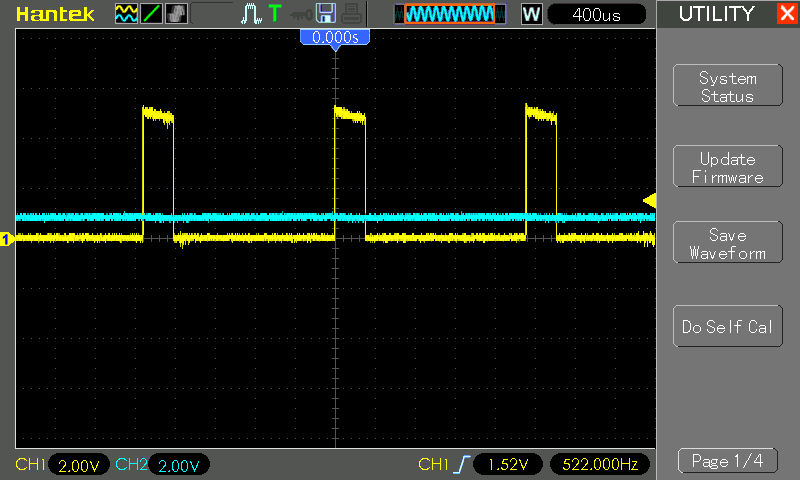 Hantek
T
W
400us
UTILITY
0.000s
System
Status
Update
Firmware
Save
Waveform
Do Self Cal
1
CH1 2.00V CH2 2.00V CH1 1.52V 522.000Hz
Page 1/4